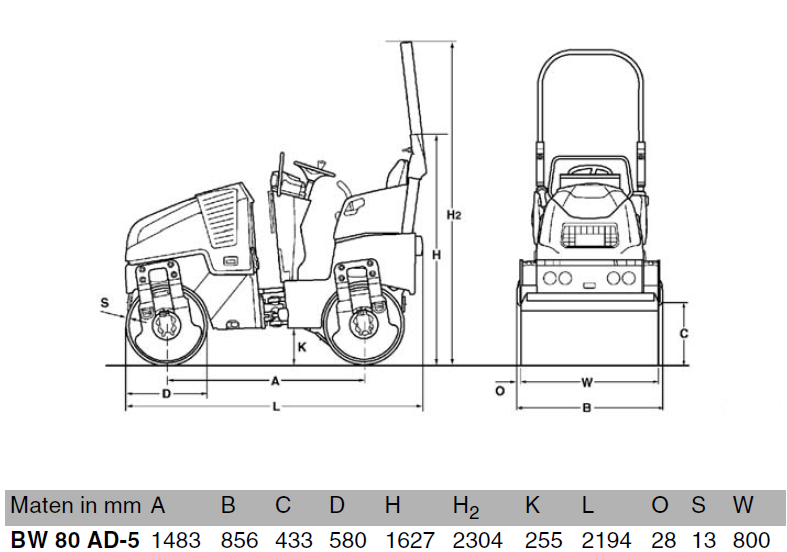 H2
H
S
K
C
A
D
L
W
O
B
Maten in mm A B C D H H2 K L O S W
BW 80 AD-5 1483 856 433 580 1627 2304 255 2194 28 13 800